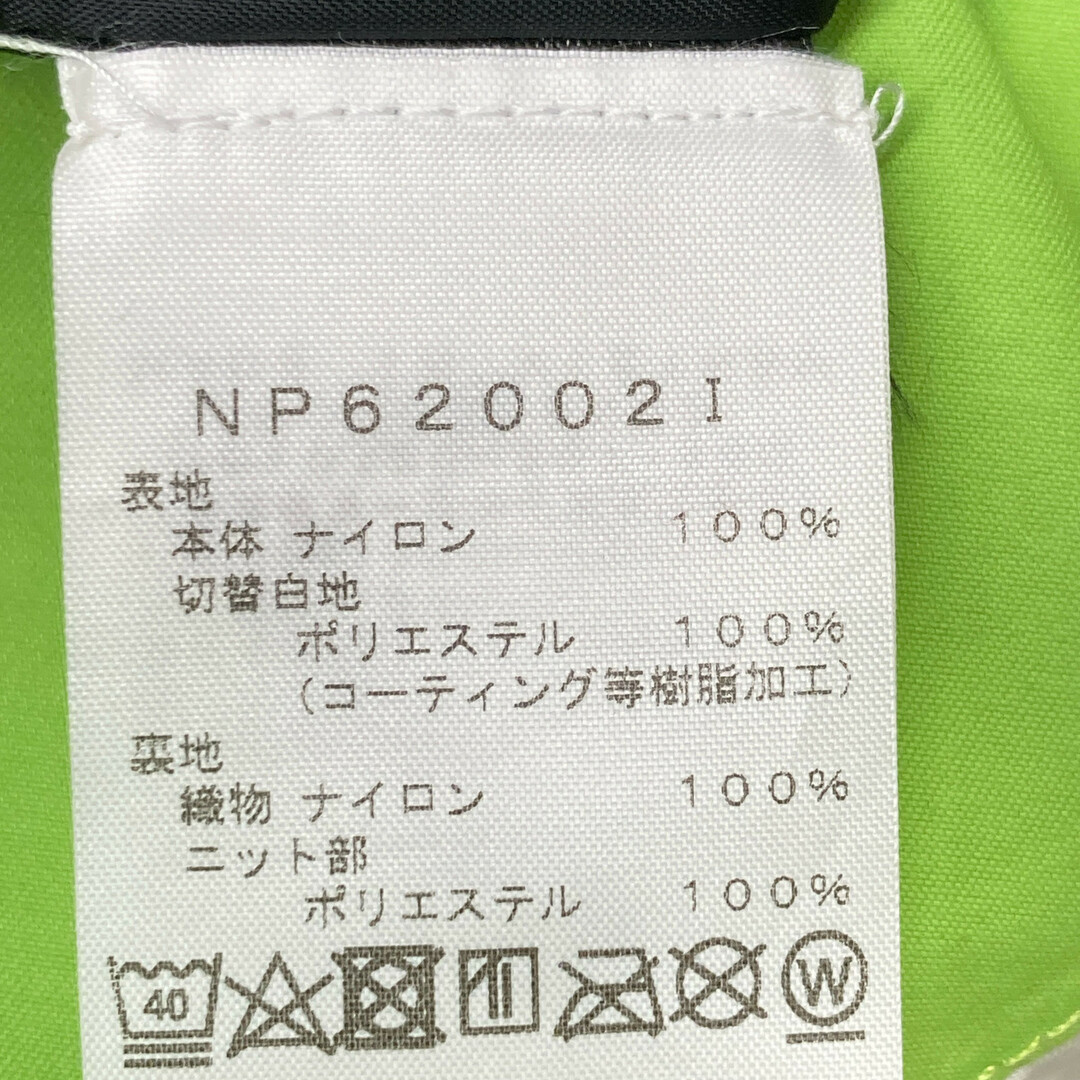 NP62002I
表地
本体 ナイロン 100%
切替白地
ポリエステル 100%
(コーティング等樹脂加工)
裏地
織物 ナイロン 100%
ニット部
ポリエステル 100%
40 W